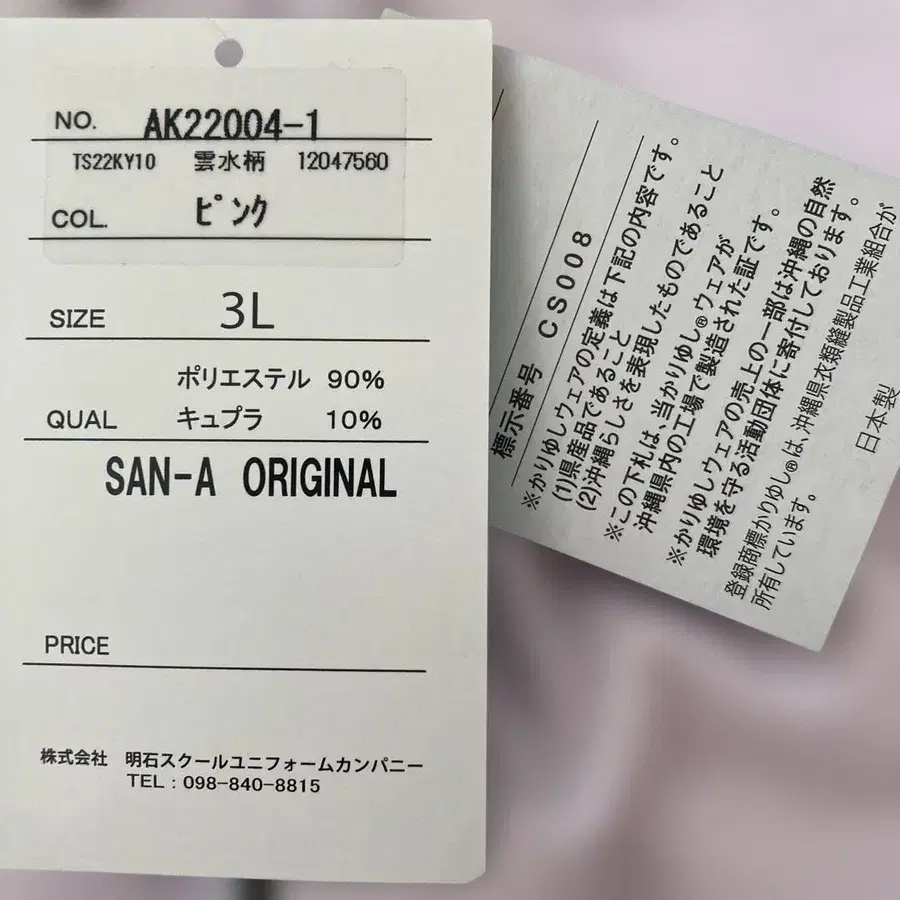 NO. AK22004-1
TS22KY10 雲水柄 12047560
COL. ピンク
SIZE 3L
ポリエステル 90%
QUAL キュプラ 10%
SAN-A ORIGINAL
PRICE
株式会社 明石スクールユニフォームカンパニー
TEL : 098-840-8815
標示番号 CS008
※かりゆしウェアの定義は下記の内容です。
(1)県産品であること
(2)沖縄らしさを表現したものであること
※この下札は、当かりゆし®ウェアが
沖縄県内の工場で製造された証です。
※かりゆしウェアの売上の一部は沖縄の自然
環境を守る活動団体に寄付しております。
登録商標かりゆし®は、沖縄県衣類縫製品工業組合が
所有しています。
日本製